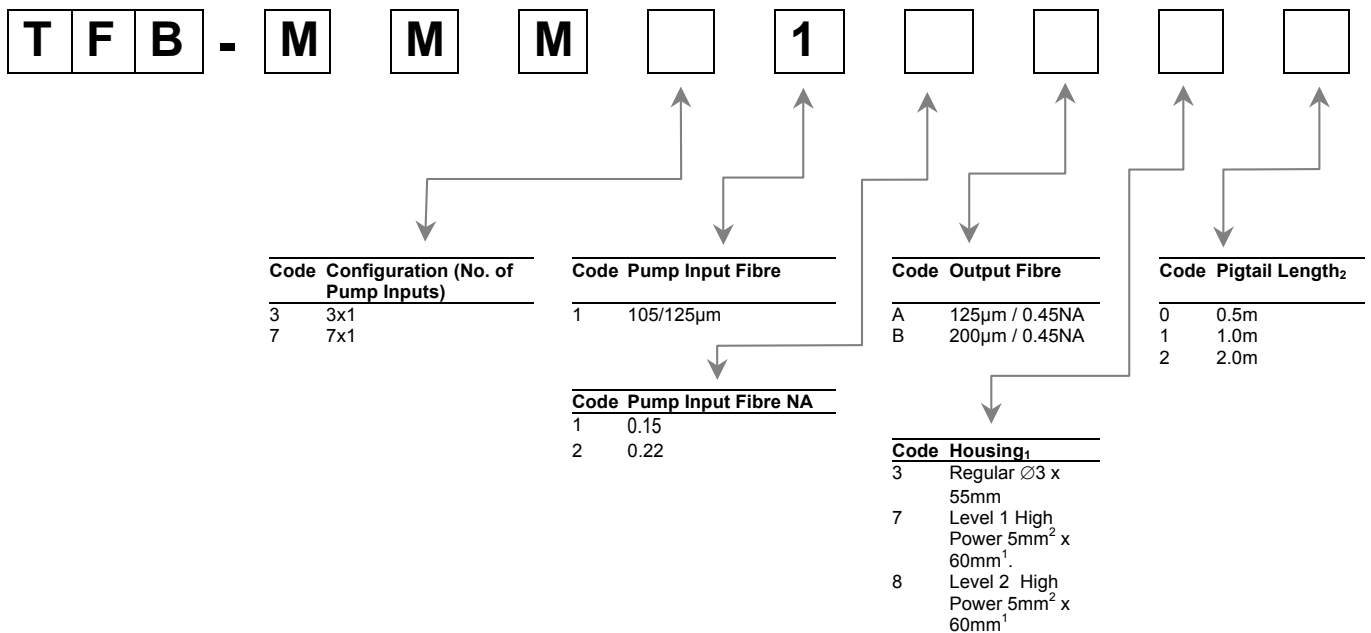 T F B - M M M 1
Code Configuration (No. of
Pump Inputs)
3 3x1
7 7x1
Code Pump Input Fibre
1 105/125µm
Code Pump Input Fibre NA
1 0.15
2 0.22
Code Output Fibre
A 125µm / 0.45NA
B 200µm / 0.45NA
Code Housing₁
3 Regular ∅3 x
55mm
7 Level 1 High
Power 5mm² x
60mm¹.
8 Level 2 High
Power 5mm² x
60mm¹
Code Pigtail Length₂
0 0.5m
1 1.0m
2 2.0m